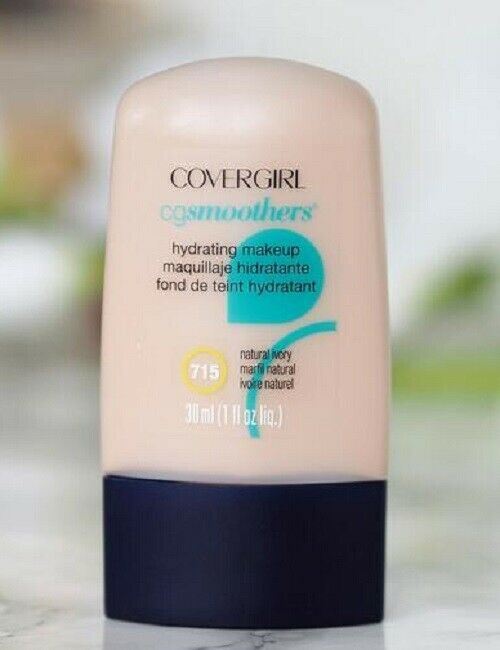 COVERGIRL
cgsmoothers®
hydrating makeup
maquillaje hidratante
fond de teint hydratant
715
natural ivory
marfil natural
ivoire naturel
30 ml (1 fl oz liq.)